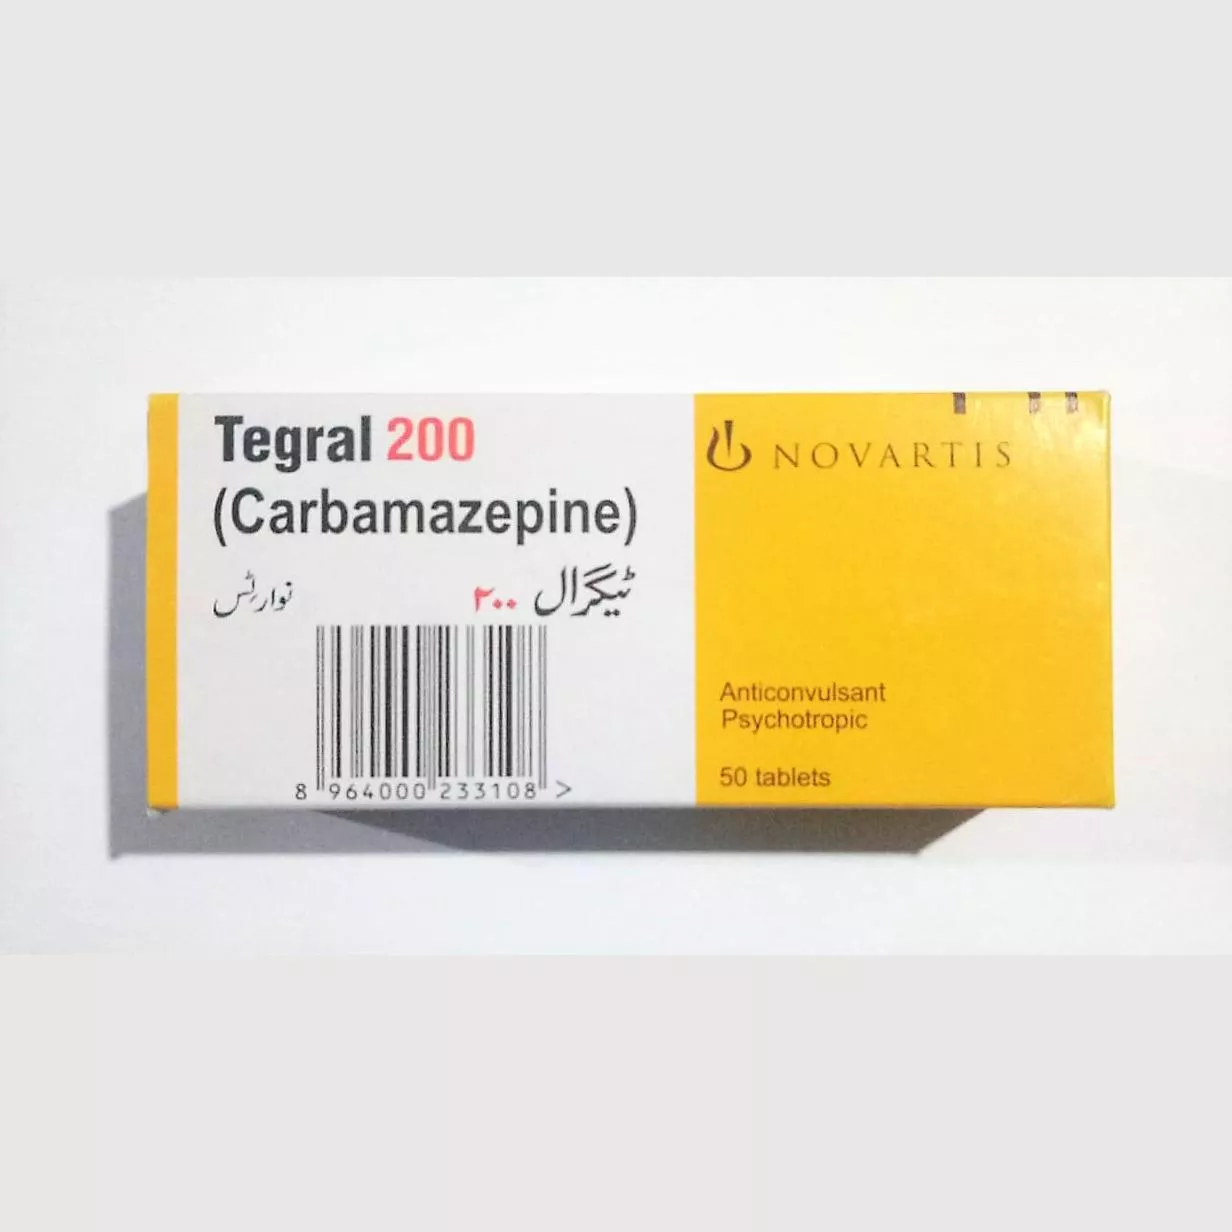 Tegral 200
(Carbamazepine)
ٹیگرال ۲۰۰
نوارٹس
8 964000 233108 >
NOVARTIS
Anticonvulsant
Psychotropic
50 tablets